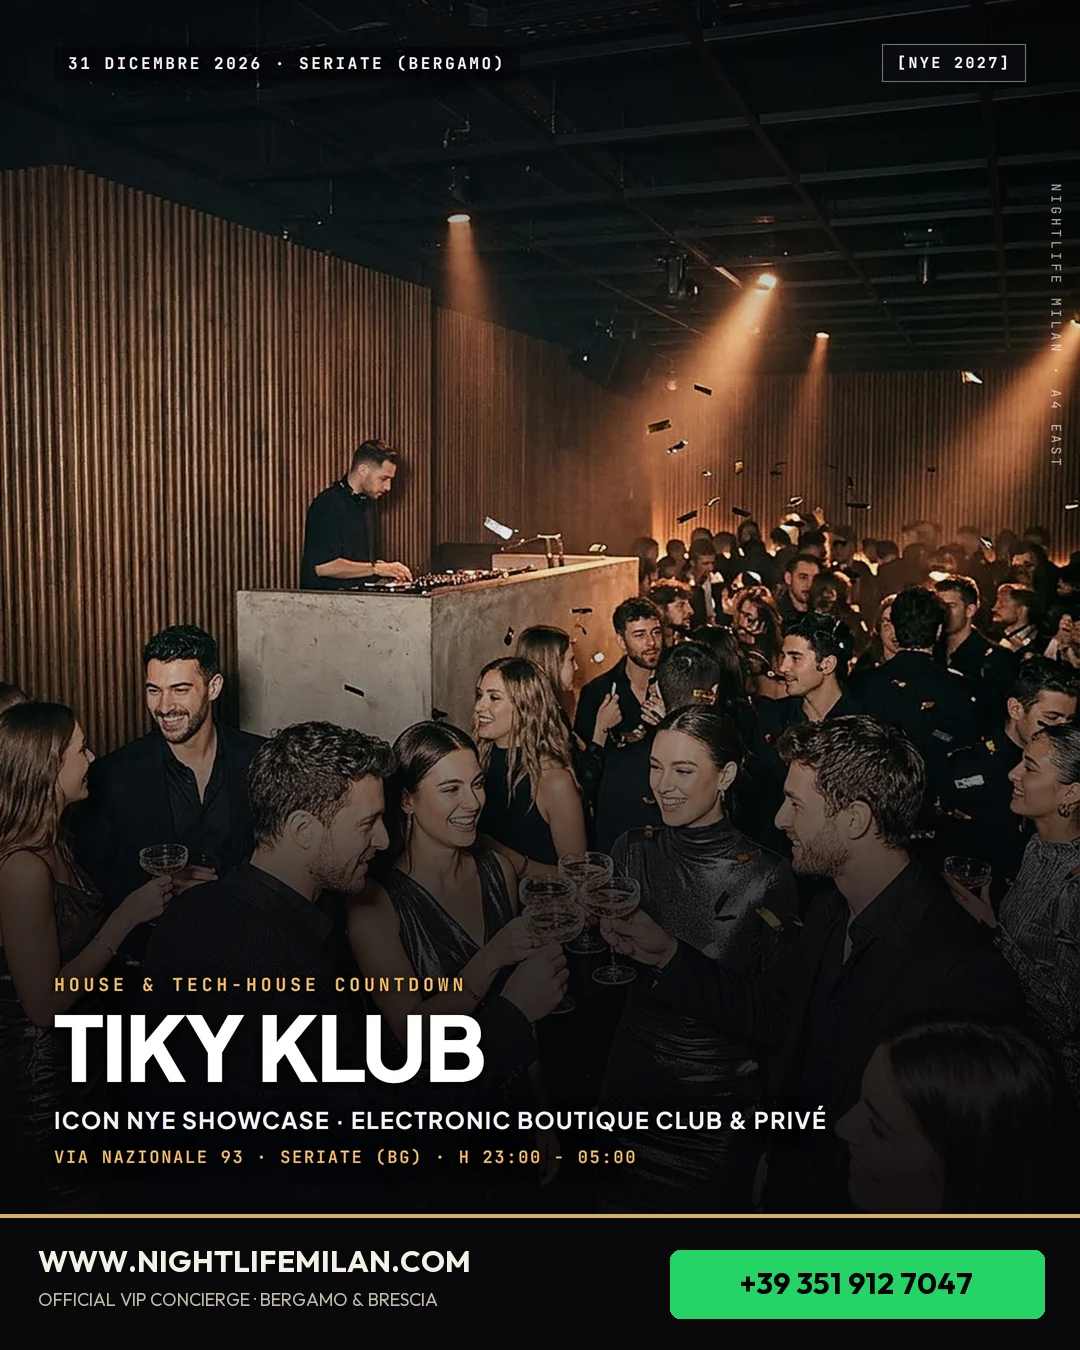 31 DICEMBRE 2026 · SERIATE (BERGAMO)
[NYE 2027]
NIGHTLIFE MILAN · A4 EAST
HOUSE & TECH-HOUSE COUNTDOWN
TIKY KLUB
ICON NYE SHOWCASE · ELECTRONIC BOUTIQUE CLUB & PRIVÉ
VIA NAZIONALE 93 · SERIATE (BG) · H 23:00 - 05:00
WWW.NIGHTLIFEMILAN.COM
OFFICIAL VIP CONCIERGE · BERGAMO & BRESCIA
+39 351 912 7047